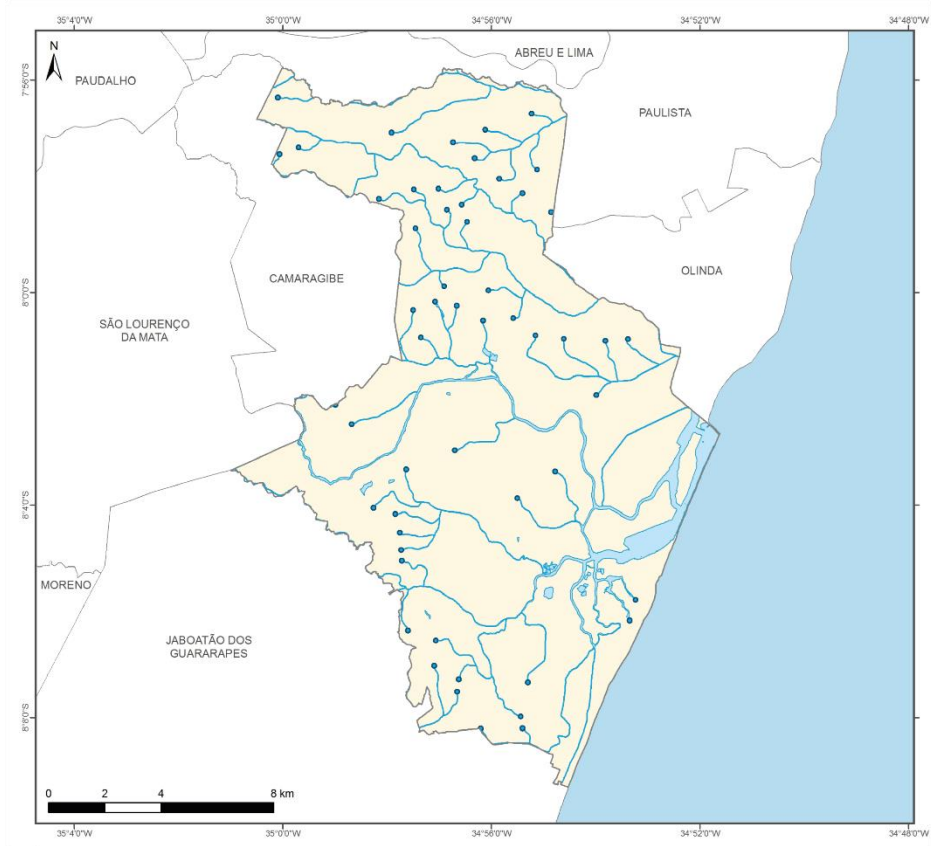 35°4'0"W 35°0'0"W 34°56'0"W 34°52'0"W 34°48'0"W
N
ABREU E LIMA
7°56'0"S
PAUDALHO
PAULISTA
OLINDA
CAMARAGIBE
8°0'0"S
SÃO LOURENÇO
DA MATA
8°4'0"S
MORENO
JABOATÃO DOS
GUARARAPES
8°8'0"S
0 2 4 8 km
35°4'0"W 35°0'0"W 34°56'0"W 34°52'0"W 34°48'0"W